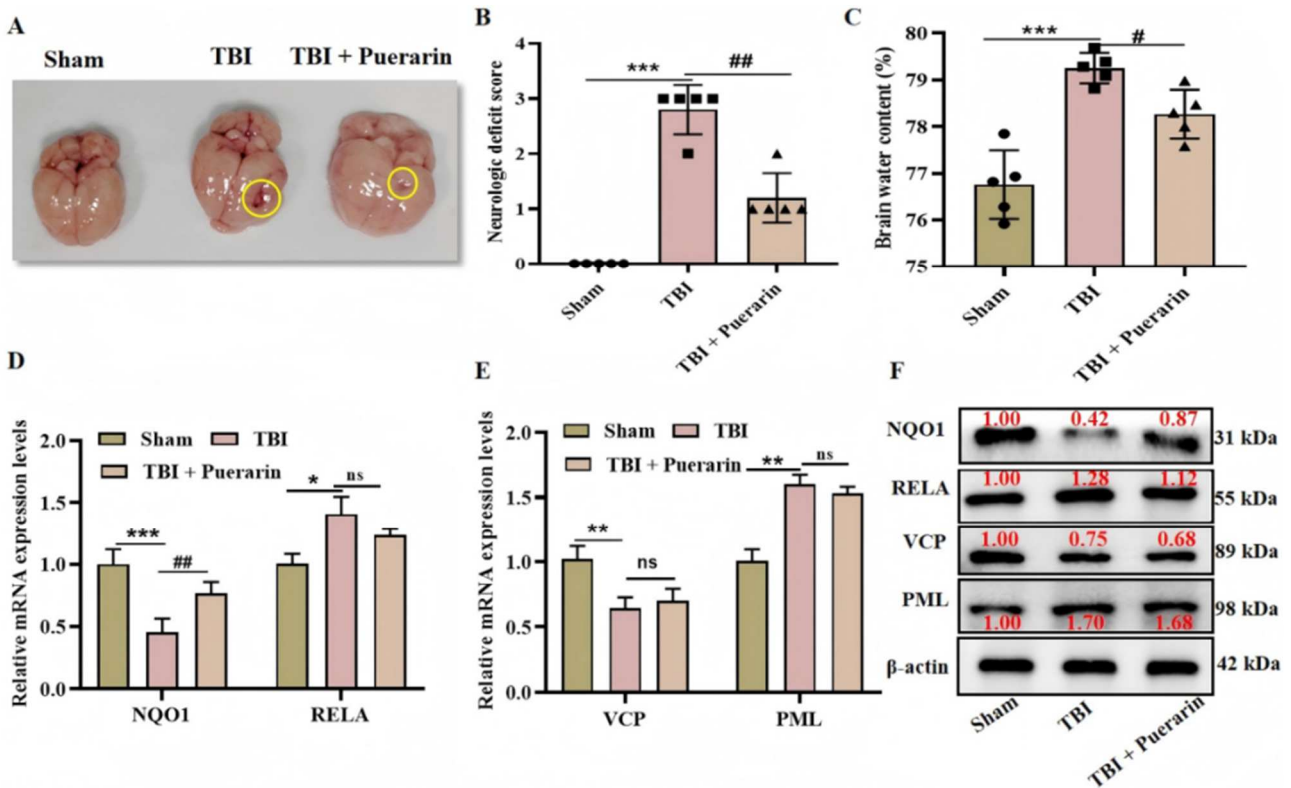 A
Sham
TBI
TBI + Puerarin
B
Neurologic deficit score
4
3
2
1
0
***
##
Sham
TBI
TBI + Puerarin
C
Brain water content (%)
80
79
78
77
76
75
***
#
Sham
TBI
TBI + Puerarin
D
Relative mRNA expression levels
2.0
1.5
1.0
0.5
0.0
Sham
TBI
TBI + Puerarin
***
##
*
ns
NQO1
RELA
E
Relative mRNA expression levels
2.0
1.5
1.0
0.5
0.0
Sham
TBI
TBI + Puerarin
**
ns
**
ns
VCP
PML
F
NQO1
1.00 0.42 0.87
31 kDa
RELA
1.00 1.28 1.12
55 kDa
VCP
1.00 0.75 0.68
89 kDa
PML
1.00 1.70 1.68
98 kDa
β-actin
42 kDa
Sham
TBI
TBI + Puerarin